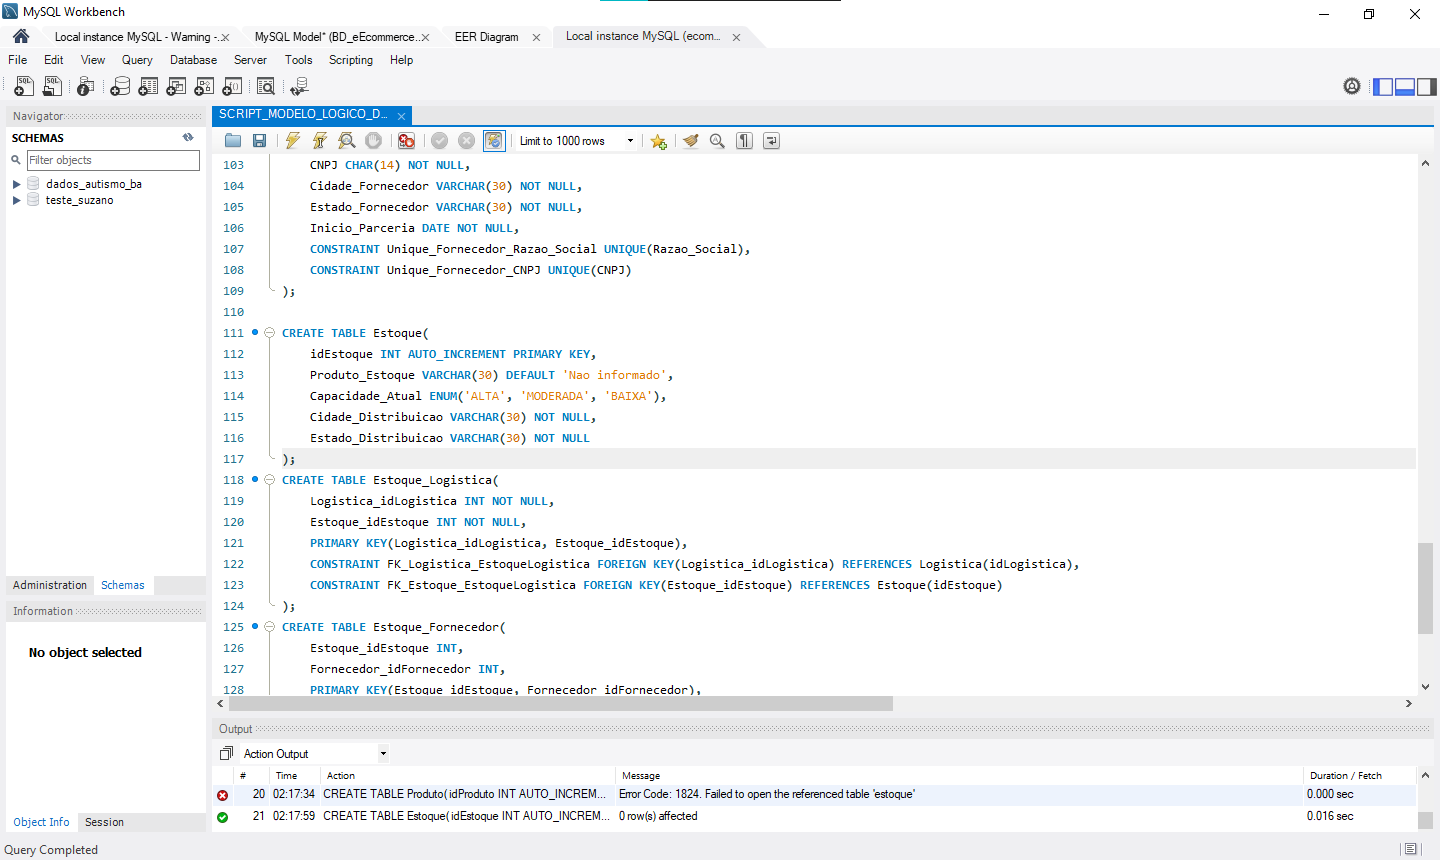 MySQL Workbench
Local instance MySQL - Warning -...
MySQL Model* (BD_eEcommerce...
EER Diagram
Local instance MySQL (ecom...
File Edit View Query Database Server Tools Scripting Help
Navigator
SCHEMAS
Filter objects
dados_autismo_ba
teste_suzano
Administration Schemas
Information
No object selected
Object Info Session
SCRIPT_MODELO_LOGICO_D...
Limit to 1000 rows
103 CNPJ CHAR(14) NOT NULL,
104 Cidade_Fornecedor VARCHAR(30) NOT NULL,
105 Estado_Fornecedor VARCHAR(30) NOT NULL,
106 Inicio_Parceria DATE NOT NULL,
107 CONSTRAINT Unique_Fornecedor_Razao_Social UNIQUE(Razao_Social),
108 CONSTRAINT Unique_Fornecedor_CNPJ UNIQUE(CNPJ)
109 );
110
111 CREATE TABLE Estoque(
112 idEstoque INT AUTO_INCREMENT PRIMARY KEY,
113 Produto_Estoque VARCHAR(30) DEFAULT 'Nao informado',
114 Capacidade_Atual ENUM('ALTA', 'MODERADA', 'BAIXA'),
115 Cidade_Distribuicao VARCHAR(30) NOT NULL,
116 Estado_Distribuicao VARCHAR(30) NOT NULL
117 );
118 CREATE TABLE Estoque_Logistica(
119 Logistica_idLogistica INT NOT NULL,
120 Estoque_idEstoque INT NOT NULL,
121 PRIMARY KEY(Logistica_idLogistica, Estoque_idEstoque),
122 CONSTRAINT FK_Logistica_EstoqueLogistica FOREIGN KEY(Logistica_idLogistica) REFERENCES Logistica(idLogistica),
123 CONSTRAINT FK_Estoque_EstoqueLogistica FOREIGN KEY(Estoque_idEstoque) REFERENCES Estoque(idEstoque)
124 );
125 CREATE TABLE Estoque_Fornecedor(
126 Estoque_idEstoque INT,
127 Fornecedor_idFornecedor INT,
128 PRIMARY KEY(Estoque_idEstoque, Fornecedor_idFornecedor),
Output
Action Output
# Time Action Message Duration / Fetch
20 02:17:34 CREATE TABLE Produto( idProduto INT AUTO_INCREM... Error Code: 1824. Failed to open the referenced table 'estoque' 0.000 sec
21 02:17:59 CREATE TABLE Estoque( idEstoque INT AUTO_INCREM... 0 row(s) affected 0.016 sec
Query Completed